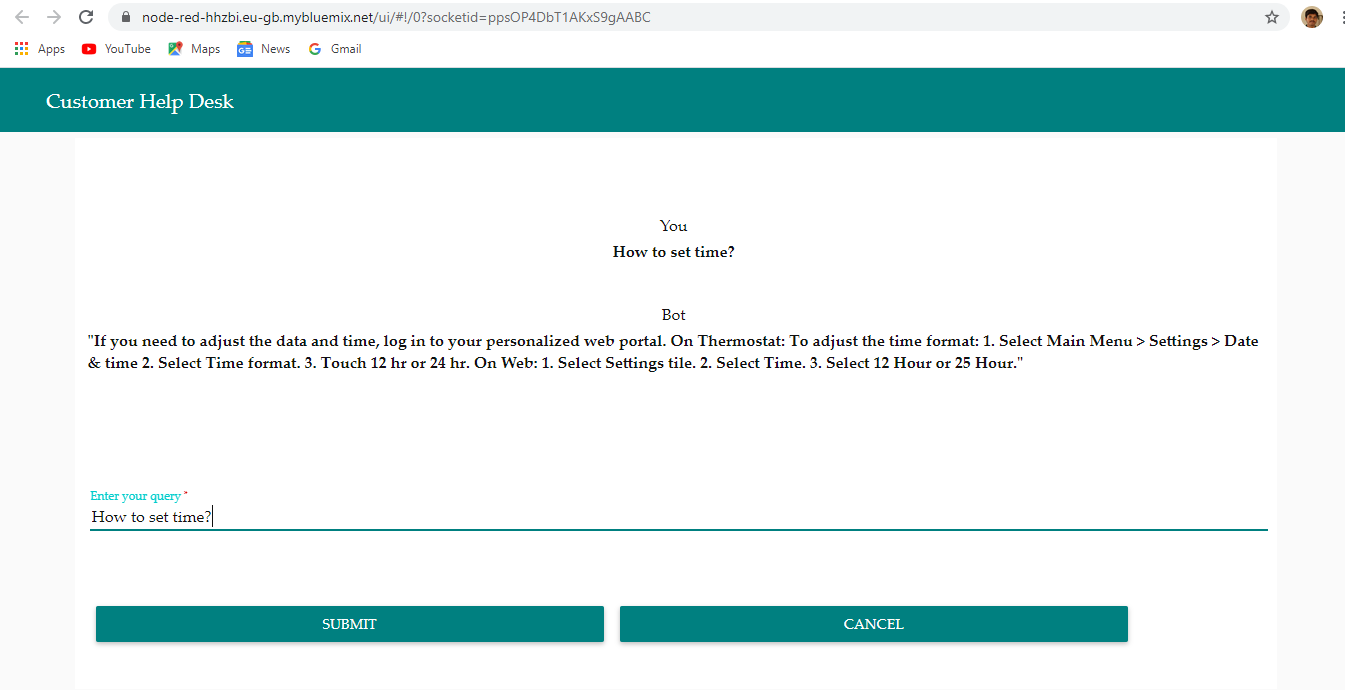 node-red-hhzbi.eu-gb.mybluemix.net/ui/#!/0?socketid=ppsOP4DbT1AKxS9gAABC
Apps YouTube Maps GE News G Gmail
Customer Help Desk
You
How to set time?
Bot
"If you need to adjust the data and time, log in to your personalized web portal. On Thermostat: To adjust the time format: 1. Select Main Menu > Settings > Date
& time 2. Select Time format. 3. Touch 12 hr or 24 hr. On Web: 1. Select Settings tile. 2. Select Time. 3. Select 12 Hour or 25 Hour."
Enter your query *
How to set time?
SUBMIT CANCEL